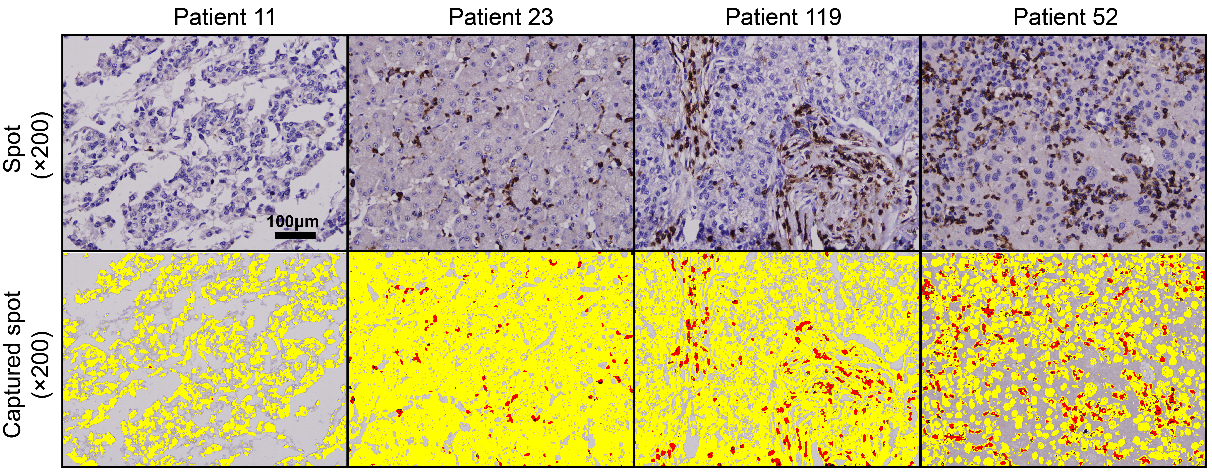 Patient 11
Patient 23
Patient 119
Patient 52
Spot
(×200)
100μm
Captured spot
(×200)